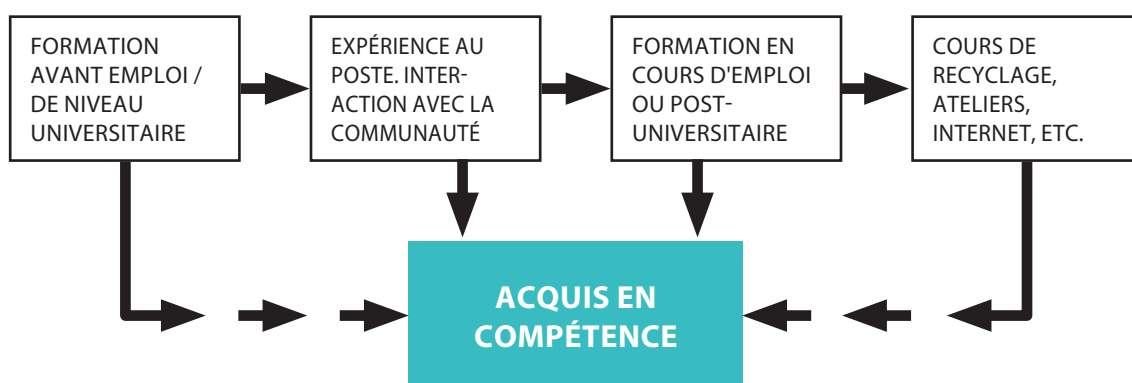 FORMATION
AVANT EMPLOI /
DE NIVEAU
UNIVERSITAIRE
EXPÉRIENCE AU
POSTE. INTER-
ACTION AVEC LA
COMMUNAUTÉ
FORMATION EN
COURS D'EMPLOI
OU POST-
UNIVERSITAIRE
COURS DE
RECYCLAGE,
ATELIERS,
INTERNET, ETC.
ACQUIS EN
COMPÉTENCE